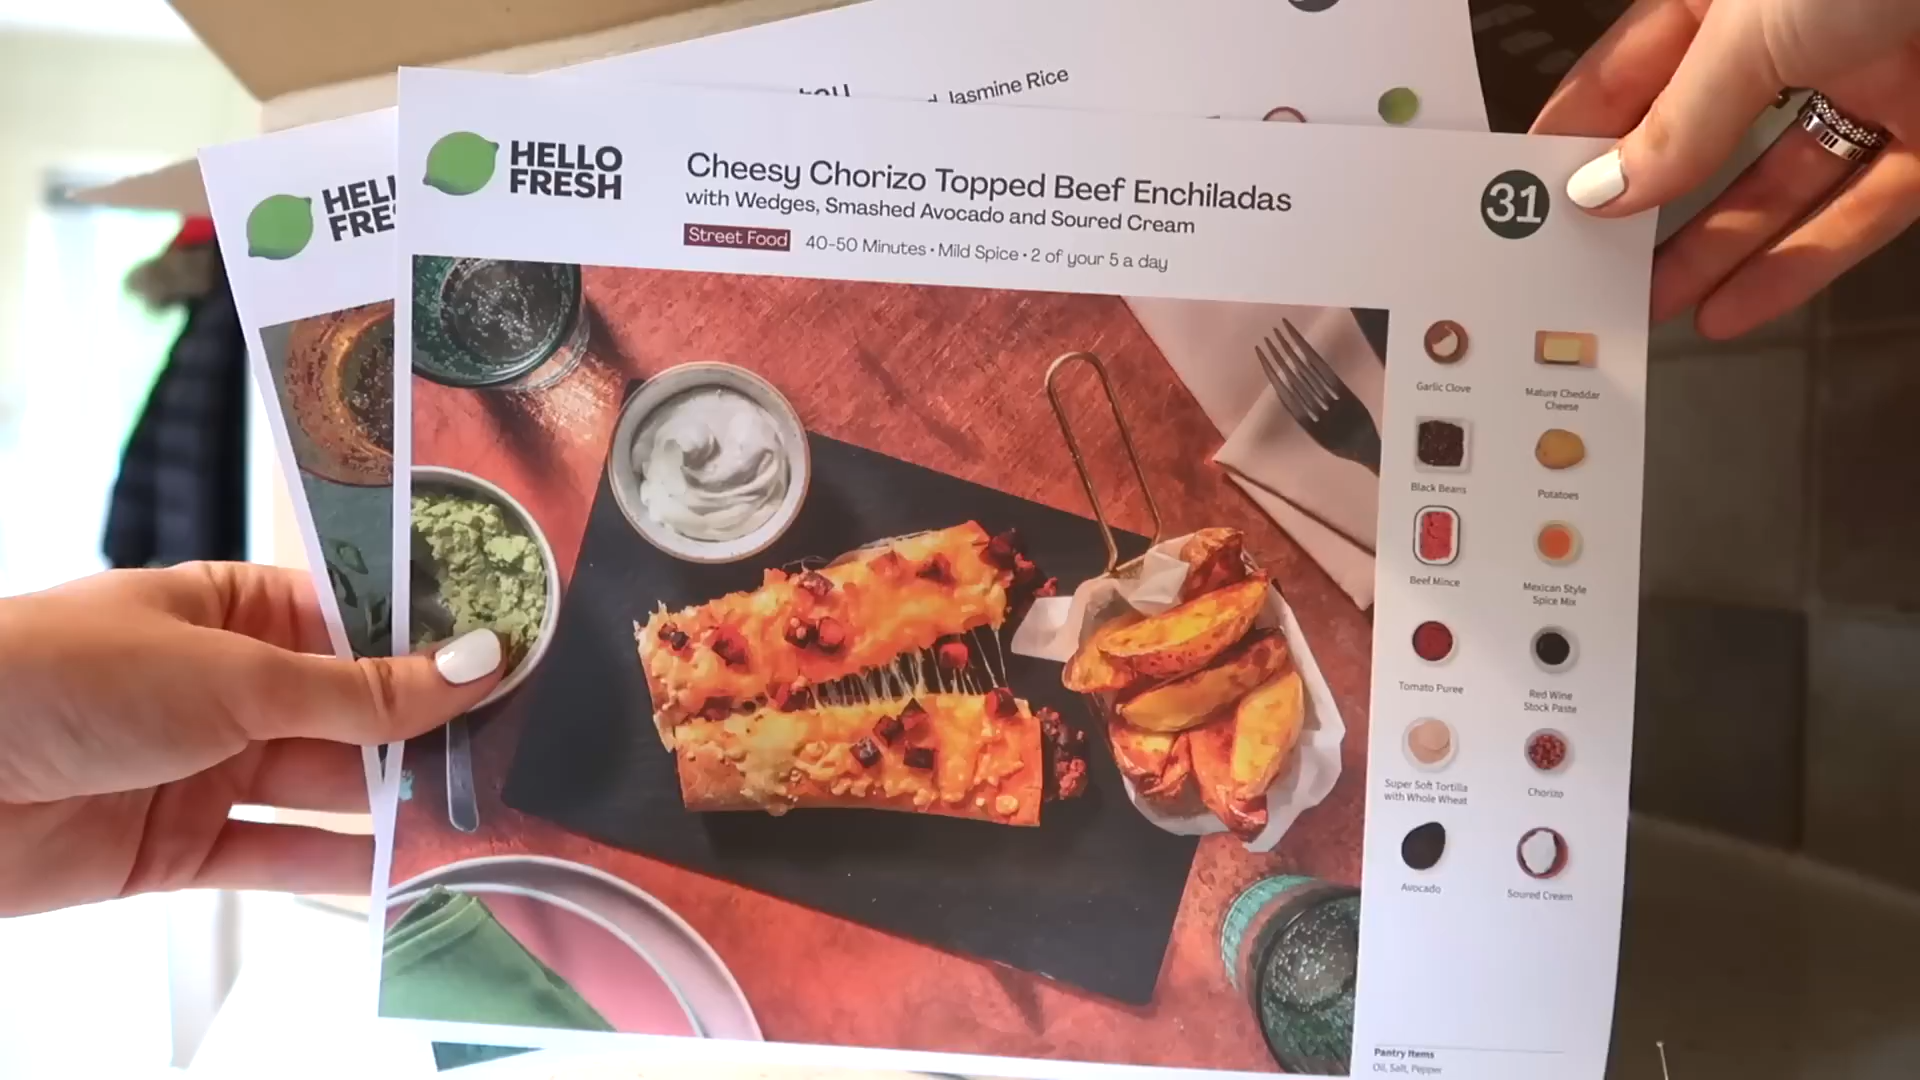 Jasmine Rice
HELLO
FRESH
HELLO
FRESH
Cheesy Chorizo Topped Beef Enchiladas
with Wedges, Smashed Avocado and Soured Cream
Street Food 40-50 Minutes • Mild Spice • 2 of your 5 a day
31
Garlic Clove
Mature Cheddar
Cheese
Black Beans
Potatoes
Beef Mince
Mexican Style
Spice Mix
Tomato Puree
Red Wine
Stock Paste
Super Soft Tortilla
with Whole Wheat
Chorizo
Avocado
Soured Cream
Pantry Items
Oil, Salt, Pepper